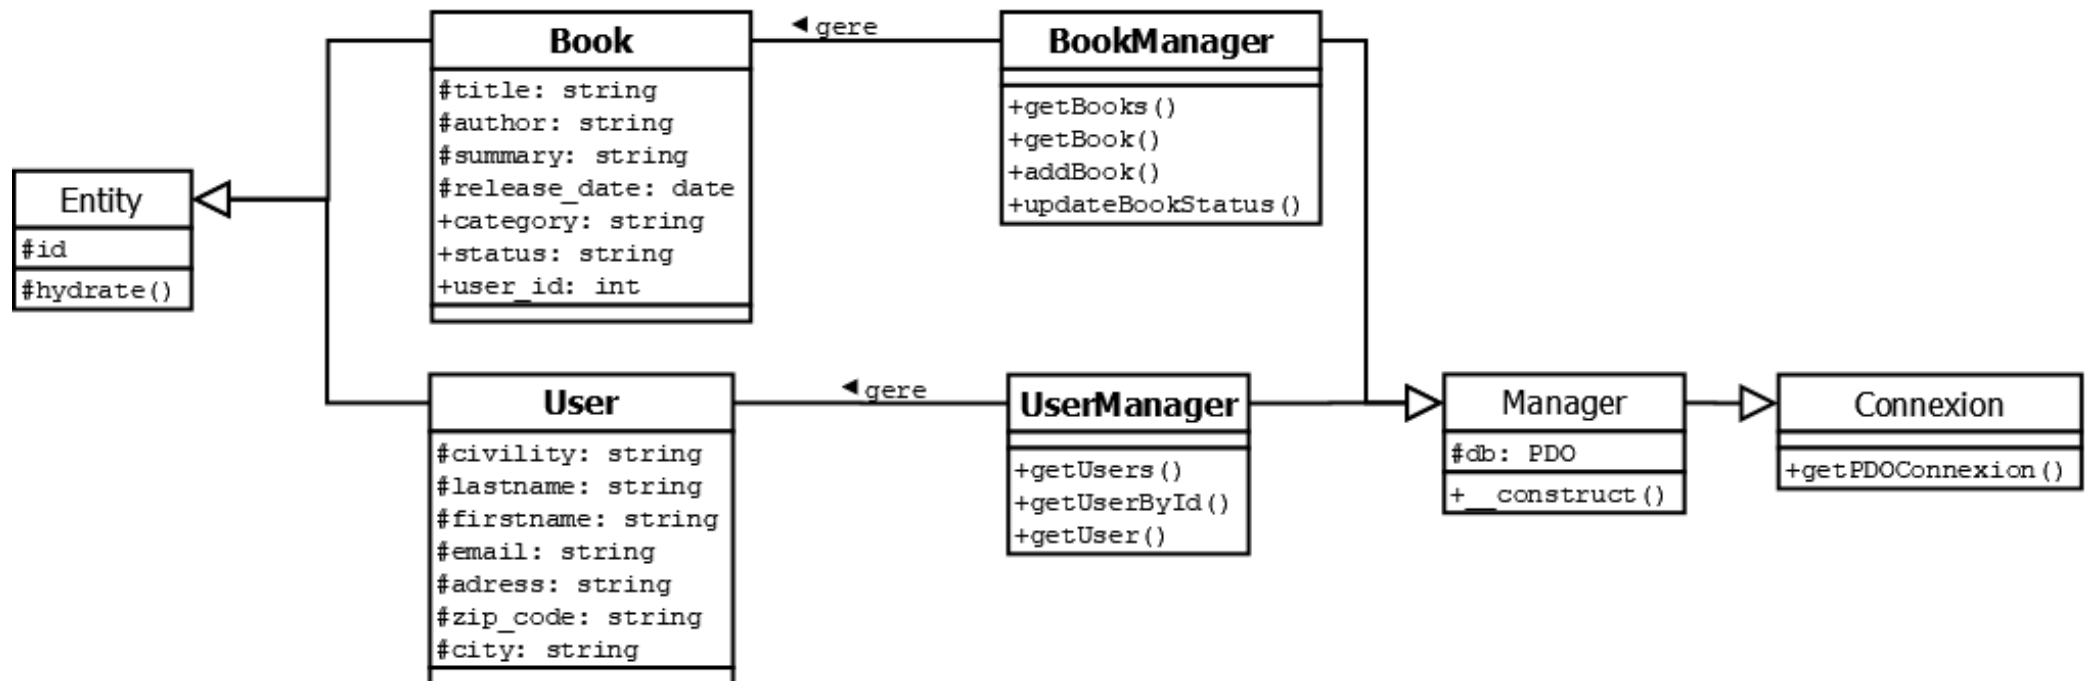 Book
#title: string
#author: string
#summary: string
#release_date: date
+category: string
+status: string
+user_id: int
◄ gere
BookManager
+getBooks()
+getBook()
+addBook()
+updateBookStatus()
Entity
#id
#hydrate()
User
#civility: string
#lastname: string
#firstname: string
#email: string
#adress: string
#zip_code: string
#city: string
◄ gere
UserManager
+getUsers()
+getUserById()
+getUser()
Manager
#db: PDO
+__construct()
Connexion
+getPDOConnexion()